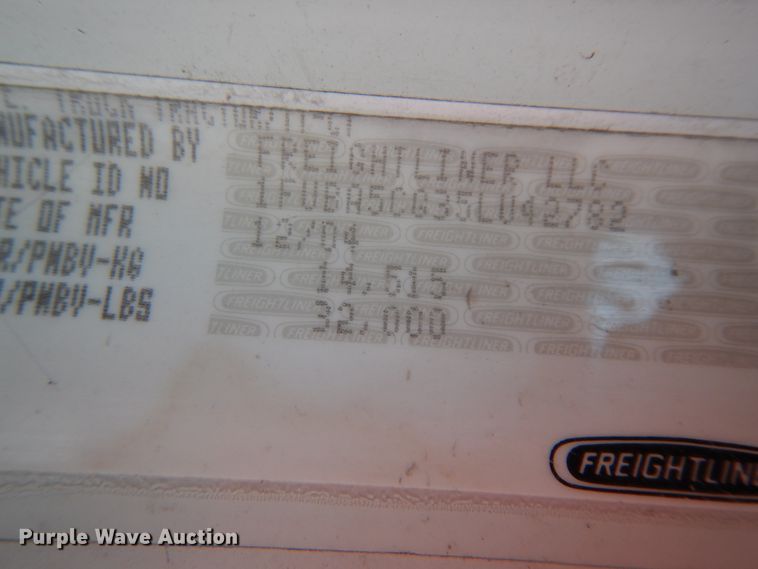 TRUCK TRACTOR
NUFACTURED BY FREIGHTLINER LLC
HICLE ID NO 1FUBA5CG35LU42782
TE OF MFR 12/04
R/PNBV-KG 14,515
/PNBV-LBS 32,000
FREIGHTLINER
Purple Wave Auction